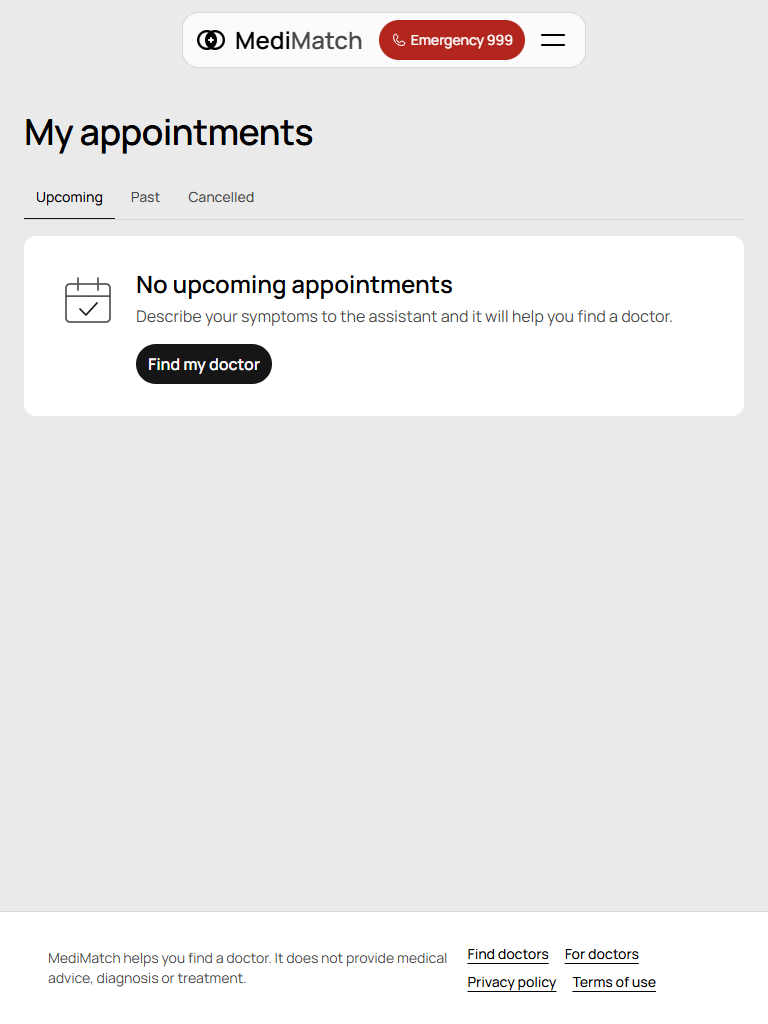 MediMatch
Emergency 999
My appointments
Upcoming
Past
Cancelled
No upcoming appointments
Describe your symptoms to the assistant and it will help you find a doctor.
Find my doctor
MediMatch helps you find a doctor. It does not provide medical
advice, diagnosis or treatment.
Find doctors
For doctors
Privacy policy
Terms of use